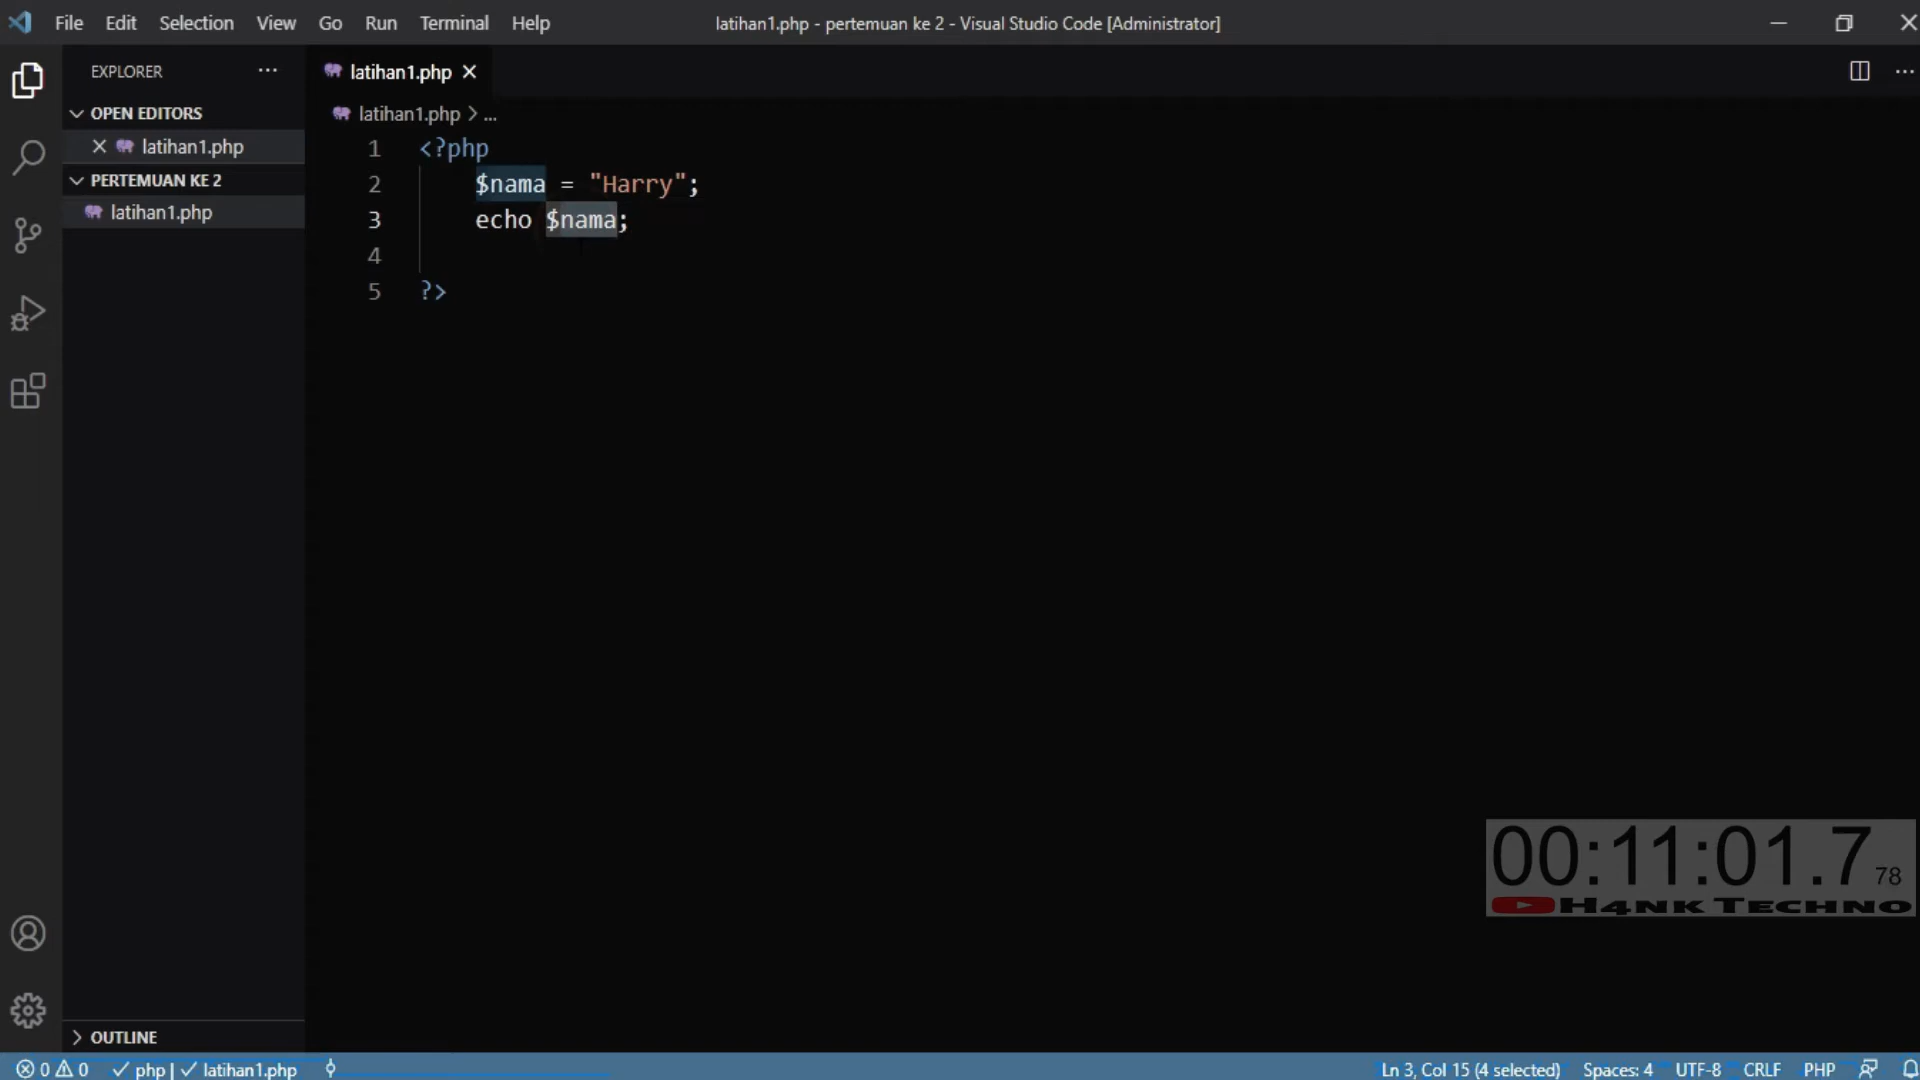 File Edit Selection View Go Run Terminal Help
latihan1.php - pertemuan ke 2 - Visual Studio Code [Administrator]
EXPLORER
OPEN EDITORS
latihan1.php
PERTEMUAN KE 2
latihan1.php
OUTLINE
latihan1.php
latihan1.php > ...
1 <?php
2 $nama = "Harry";
3 echo $nama;
4
5 ?>
00:11:01.778
H4NK TECHNO
0 0 php | latihan1.php
Ln 3, Col 15 (4 selected) Spaces: 4 UTF-8 CRLF PHP